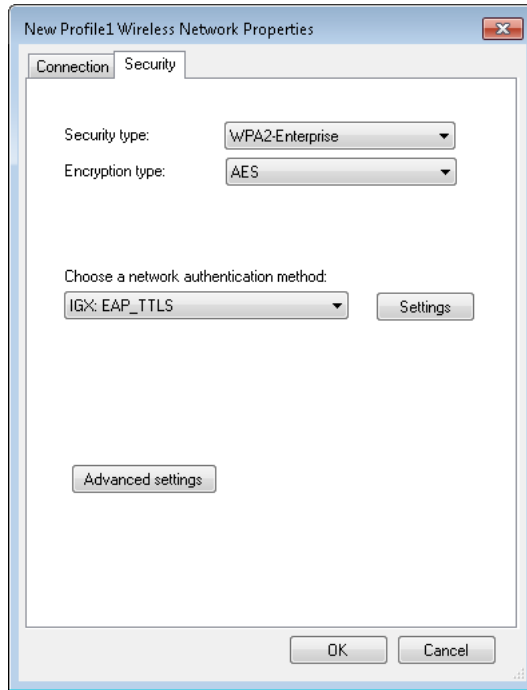 New Profile1 Wireless Network Properties
Connection
Security
Security type:
WPA2-Enterprise
Encryption type:
AES
Choose a network authentication method:
IGX: EAP_TTLS
Settings
Advanced settings
OK
Cancel